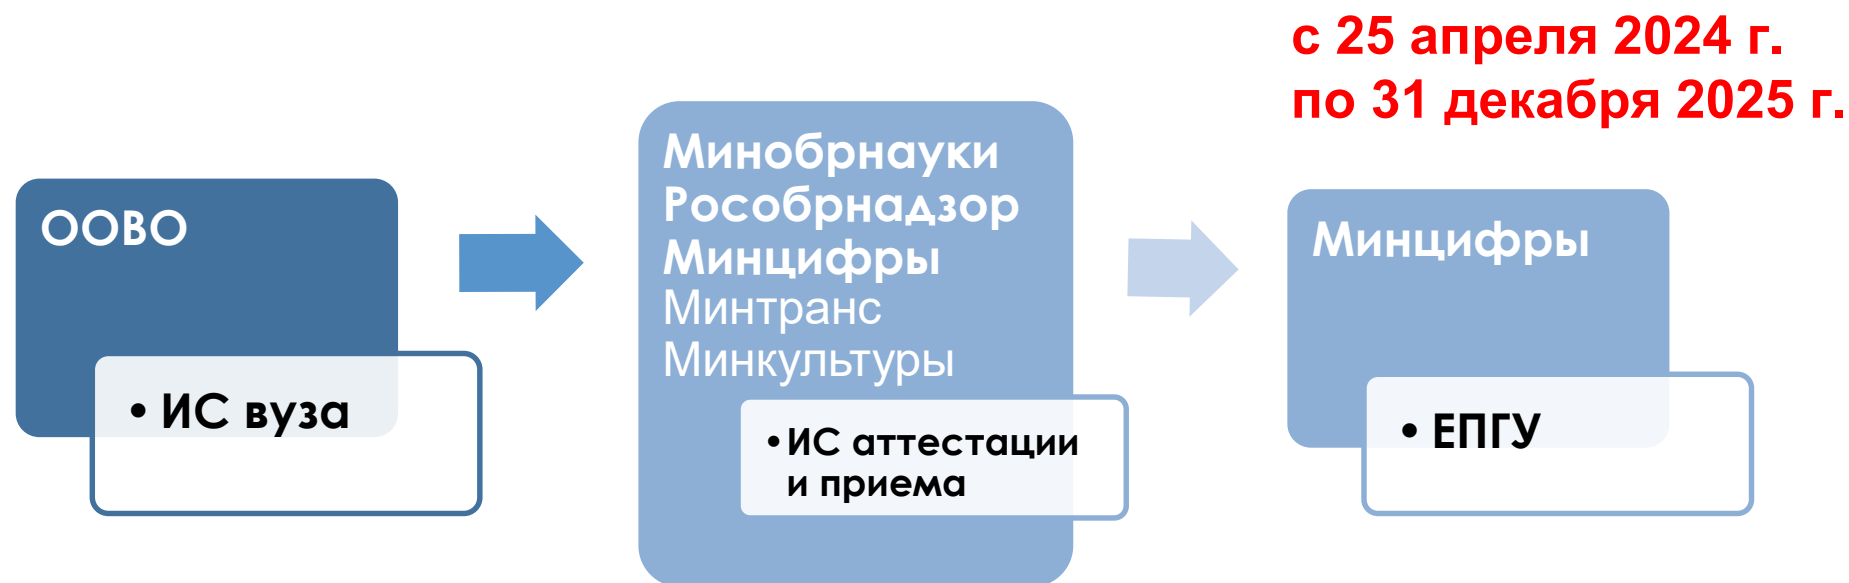 с 25 апреля 2024 г.
по 31 декабря 2025 г.
ООВО
• ИС вуза
Минобрнауки
Рособрнадзор
Минцифры
Минтранс
Минкультуры
• ИС аттестации
и приема
Минцифры
• ЕПГУ